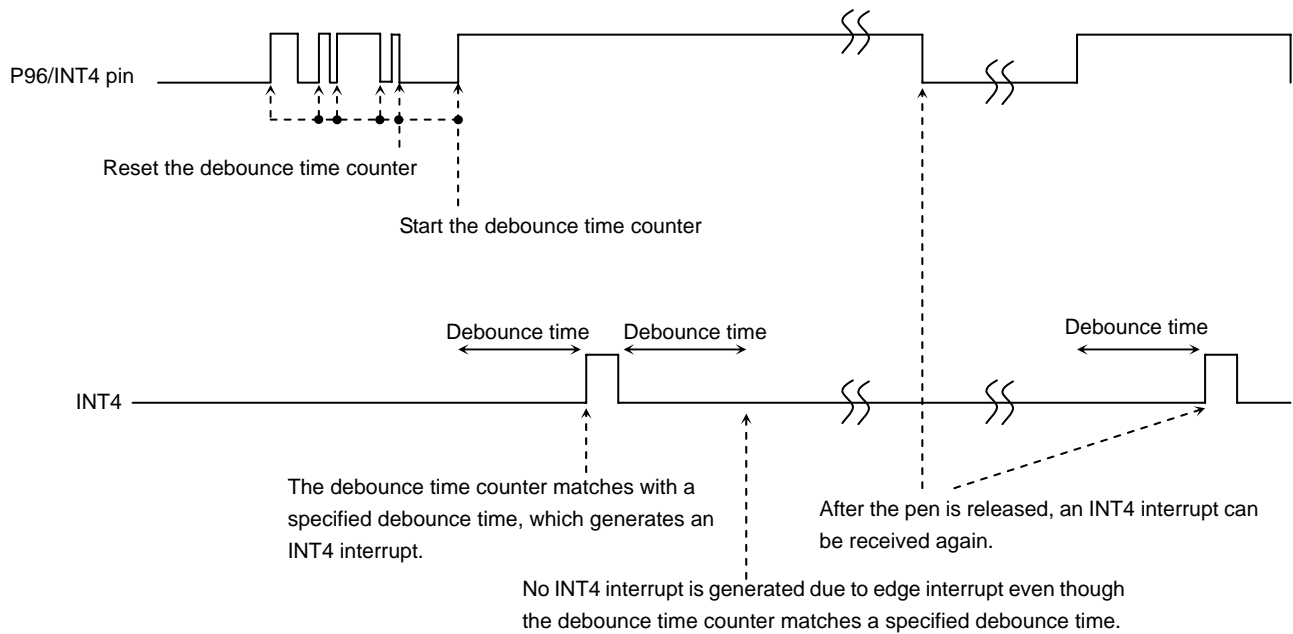 P96/INT4 pin
Reset the debounce time counter
Start the debounce time counter
Debounce time
Debounce time
Debounce time
INT4
The debounce time counter matches with a
specified debounce time, which generates an
INT4 interrupt.
After the pen is released, an INT4 interrupt can
be received again.
No INT4 interrupt is generated due to edge interrupt even though
the debounce time counter matches a specified debounce time.